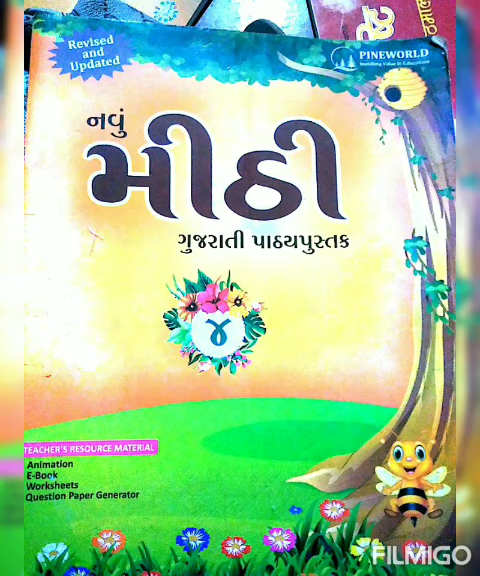 Revised
and
Updated
PINEWORLD
નવું
મીઠી
ગુજરાતી પાઠ્યપુસ્તક
૪
TEACHER'S RESOURCE MATERIAL
Animation
E-Book
Worksheets
Question Paper Generator
FILMIGO